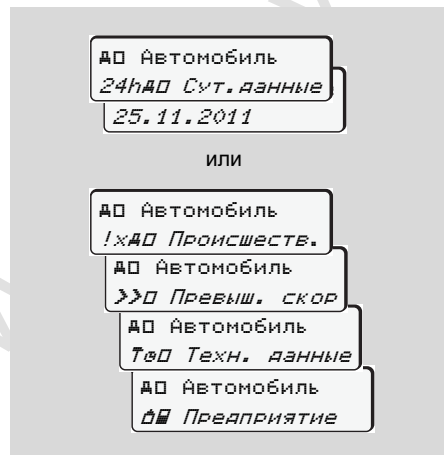 Автомобиль
24h Сут.данные
25.11.2011
или
Автомобиль
!x Происшеств.
Автомобиль
>> Превыш. скор
Автомобиль
T Техн. данные
Автомобиль
Предприятие